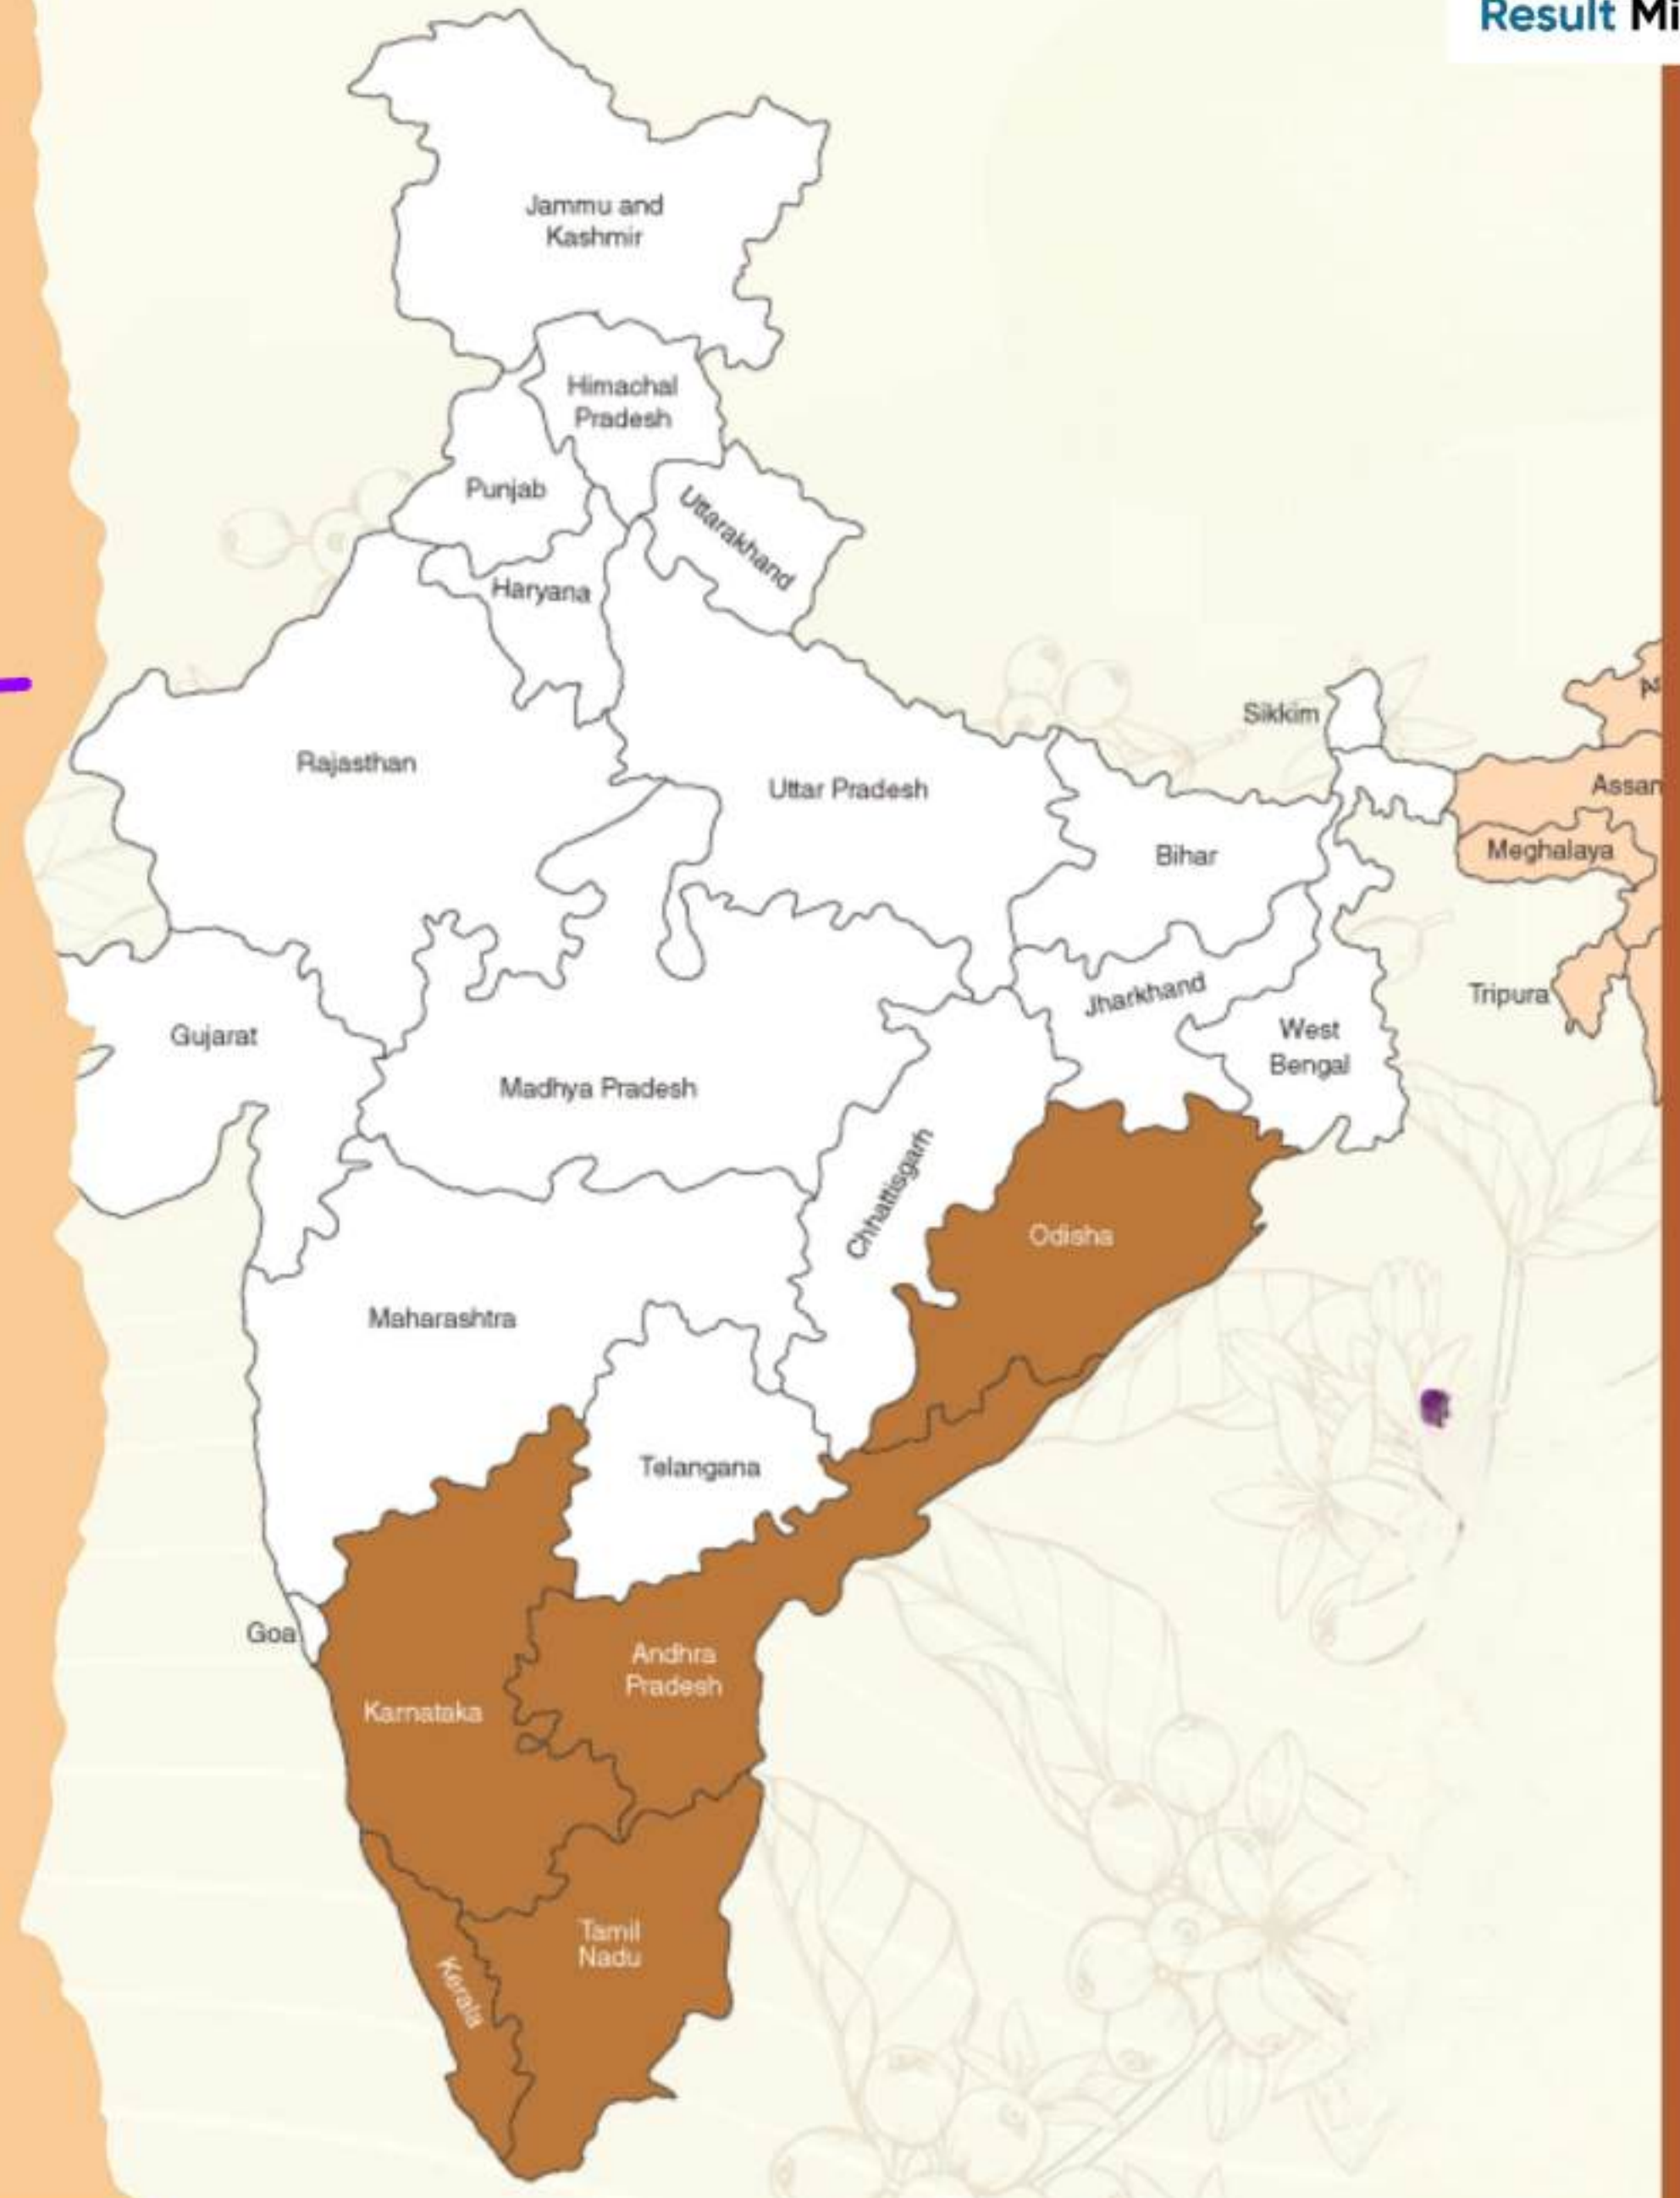 Result Mi
Jammu and
Kashmir
Himachal
Pradesh
Punjab
Uttarakhand
Haryana
Sikkim
Rajasthan
Uttar Pradesh
Assam
Bihar
Meghalaya
Jharkhand
Tripura
Gujarat
West
Bengal
Madhya Pradesh
Chhattisgarh
Odisha
Maharashtra
Telangana
Goa
Andhra
Pradesh
Karnataka
Tamil
Nadu
Kerala